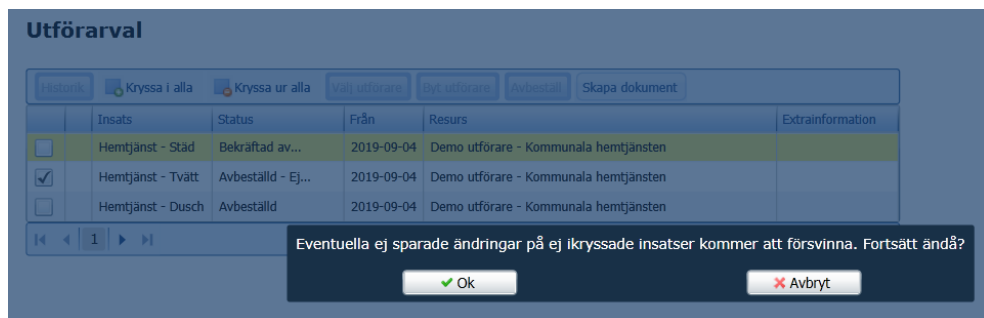 Utförarval
Historik Kryssa i alla Kryssa ur alla Välj utförare Byt utförare Avbeställ Skapa dokument
Insats Status Från Resurs Extrainformation
Hemtjänst - Städ Bekräftad av... 2019-09-04 Demo utförare - Kommunala hemtjänsten
Hemtjänst - Tvätt Avbeställd - Ej... 2019-09-04 Demo utförare - Kommunala hemtjänsten
Hemtjänst - Dusch Avbeställd 2019-09-04 Demo utförare - Kommunala hemtjänsten
1
Eventuella ej sparade ändringar på ej ikryssade insatser kommer att försvinna. Fortsätt ändå?
Ok Avbryt